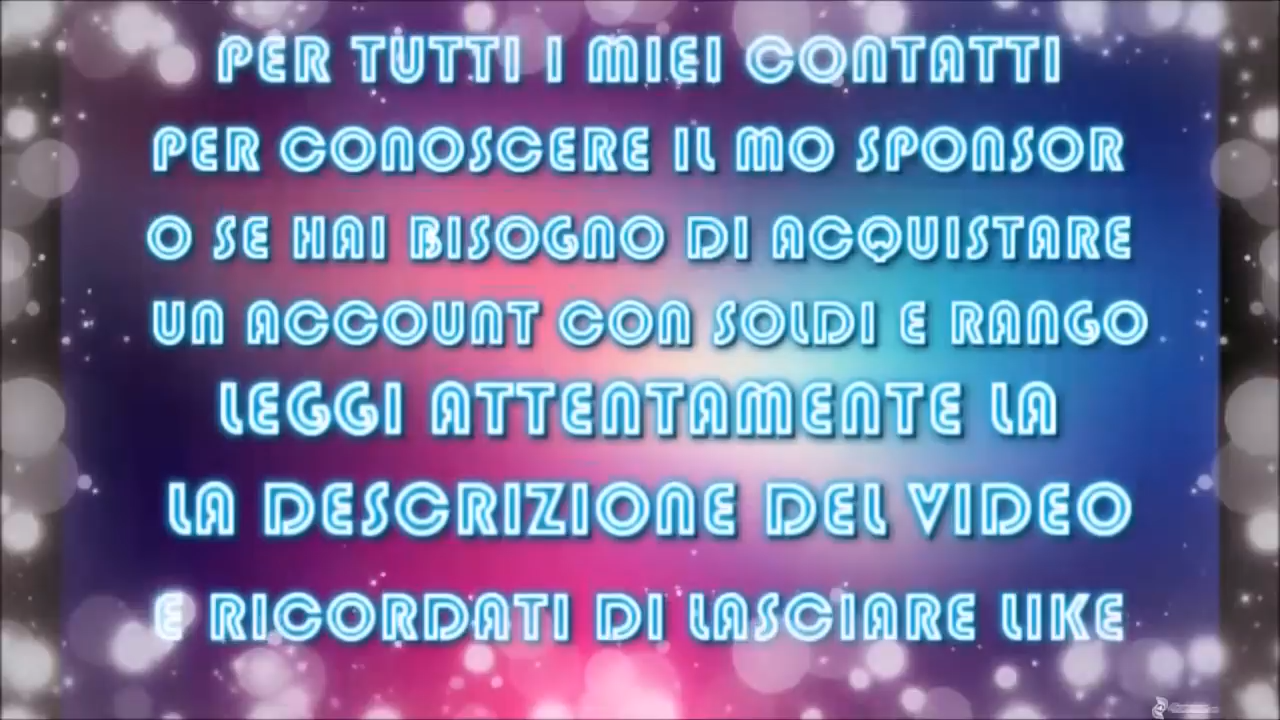 PER TUTTI I MIEI CONTATTI
PER CONOSCERE IL MO SPONSOR
O SE HAI BISOGNO DI ACQUISTARE
UN ACCOUNT CON SOLDI E RANGO
LEGGI ATTENTAMENTE LA
LA DESCRIZIONE DEL VIDEO
E RICORDATI DI LASCIARE LIKE